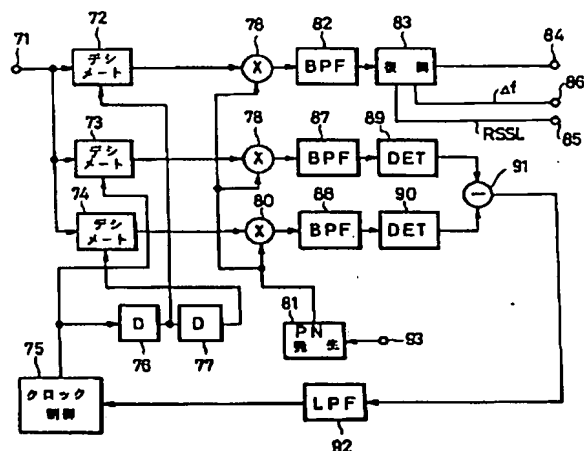 71
72
デシ
メート
78
X
82
BPF
83
復調
84
86
Δf
85
RSSL
73
デシ
メート
78
X
87
BPF
89
DET
91
−
74
デシ
メート
80
X
88
BPF
90
DET
D
76
D
77
81
PN
発生
93
75
クロック
制御
LPF
92